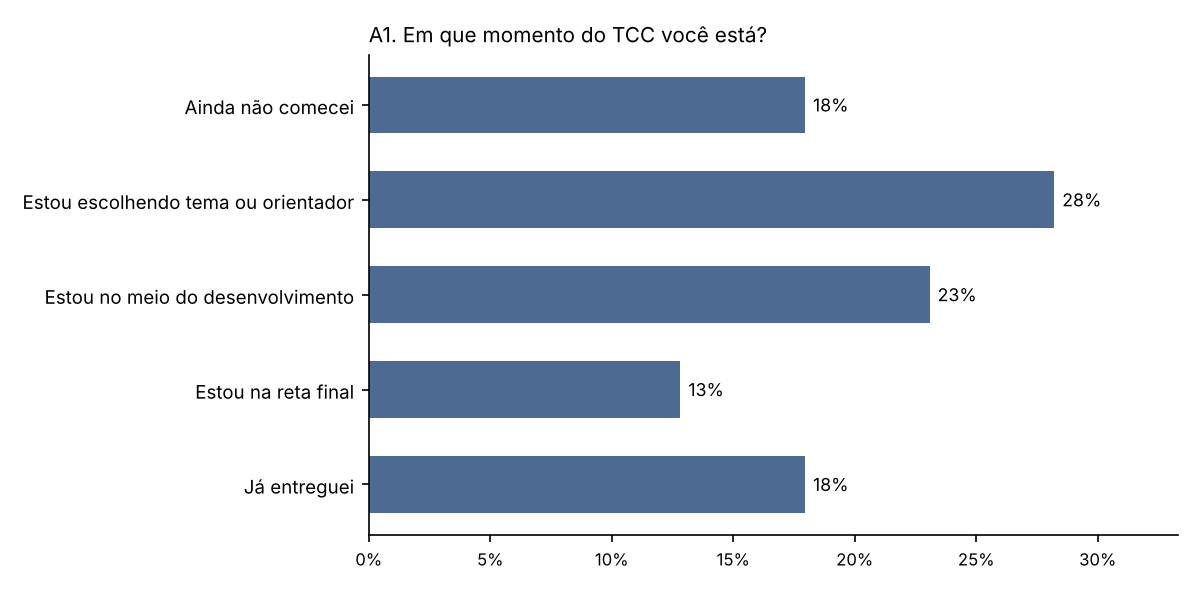 A1. Em que momento do TCC você está?
Ainda não comecei 18%
Estou escolhendo tema ou orientador 28%
Estou no meio do desenvolvimento 23%
Estou na reta final 13%
Já entreguei 18%
0% 5% 10% 15% 20% 25% 30%